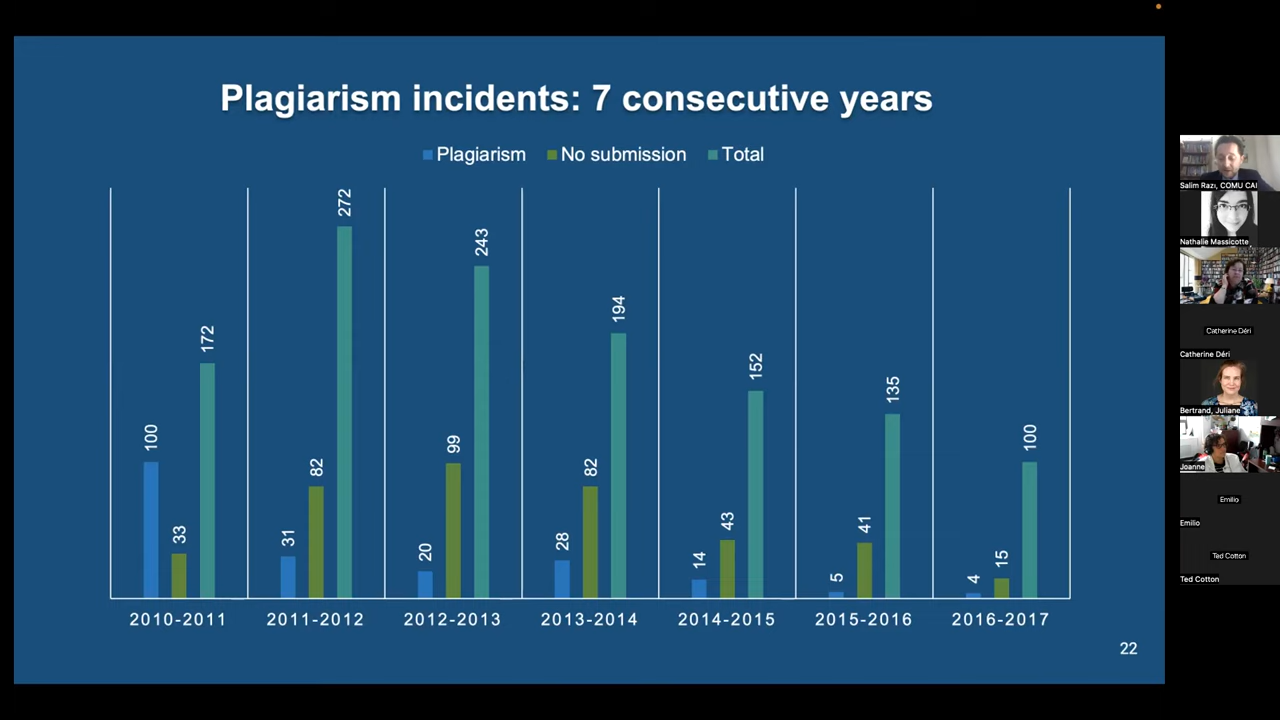 Plagiarism incidents: 7 consecutive years
Plagiarism No submission Total
100 33 172
31 82 272
20 99 243
28 82 194
14 43 152
5 41 135
4 15 100
2010-2011 2011-2012 2012-2013 2013-2014 2014-2015 2015-2016 2016-2017
22
Salim Razı, COMU CAI
Nathalie Massicotte
Catherine Déri
Catherine Déri
Bertrand, Juliane
Joanne
Emilio
Emilio
Ted Cotton
Ted Cotton